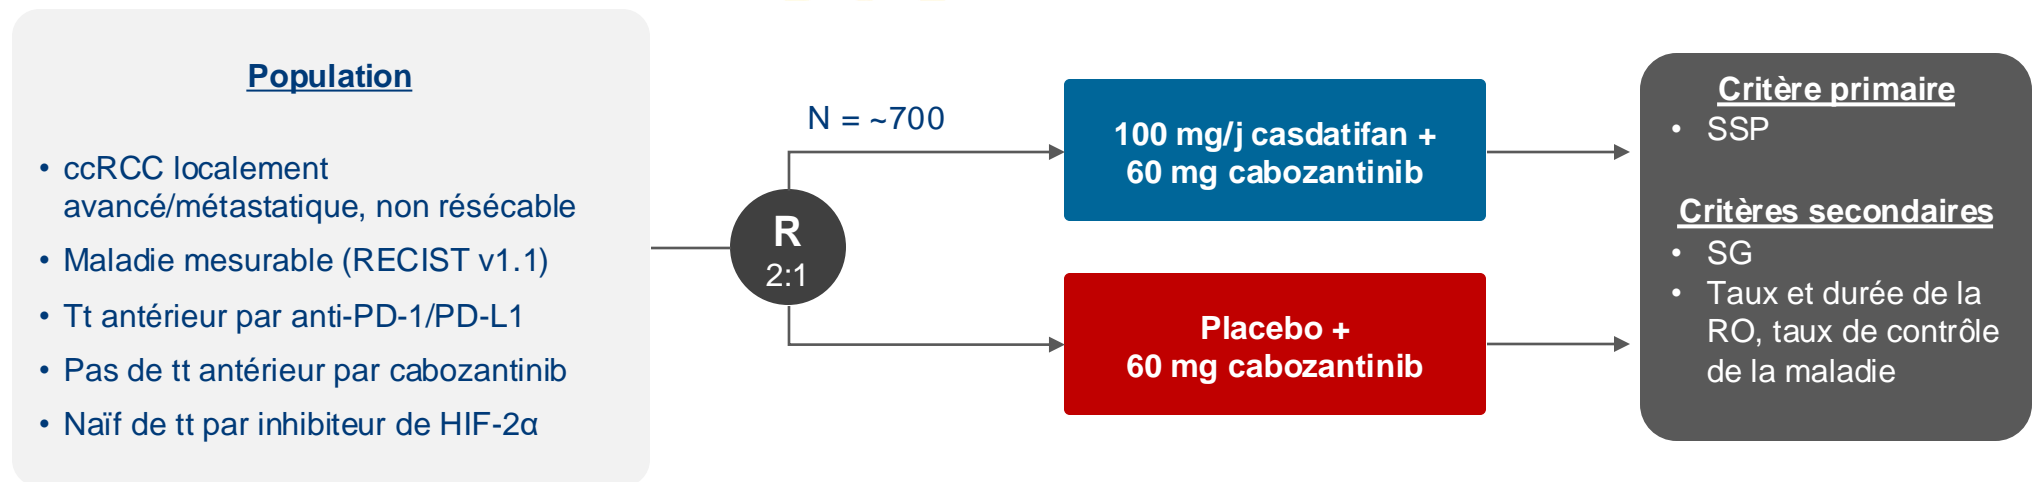 Population
• ccRCC localement
avancé/métastatique, non résécable
• Maladie mesurable (RECIST v1.1)
• Tt antérieur par anti-PD-1/PD-L1
• Pas de tt antérieur par cabozantinib
• Naïf de tt par inhibiteur de HIF-2α
N = ~700
R
2:1
100 mg/j casdatifan +
60 mg cabozantinib
Placebo +
60 mg cabozantinib
Critère primaire
• SSP
Critères secondaires
• SG
• Taux et durée de la
RO, taux de contrôle
de la maladie